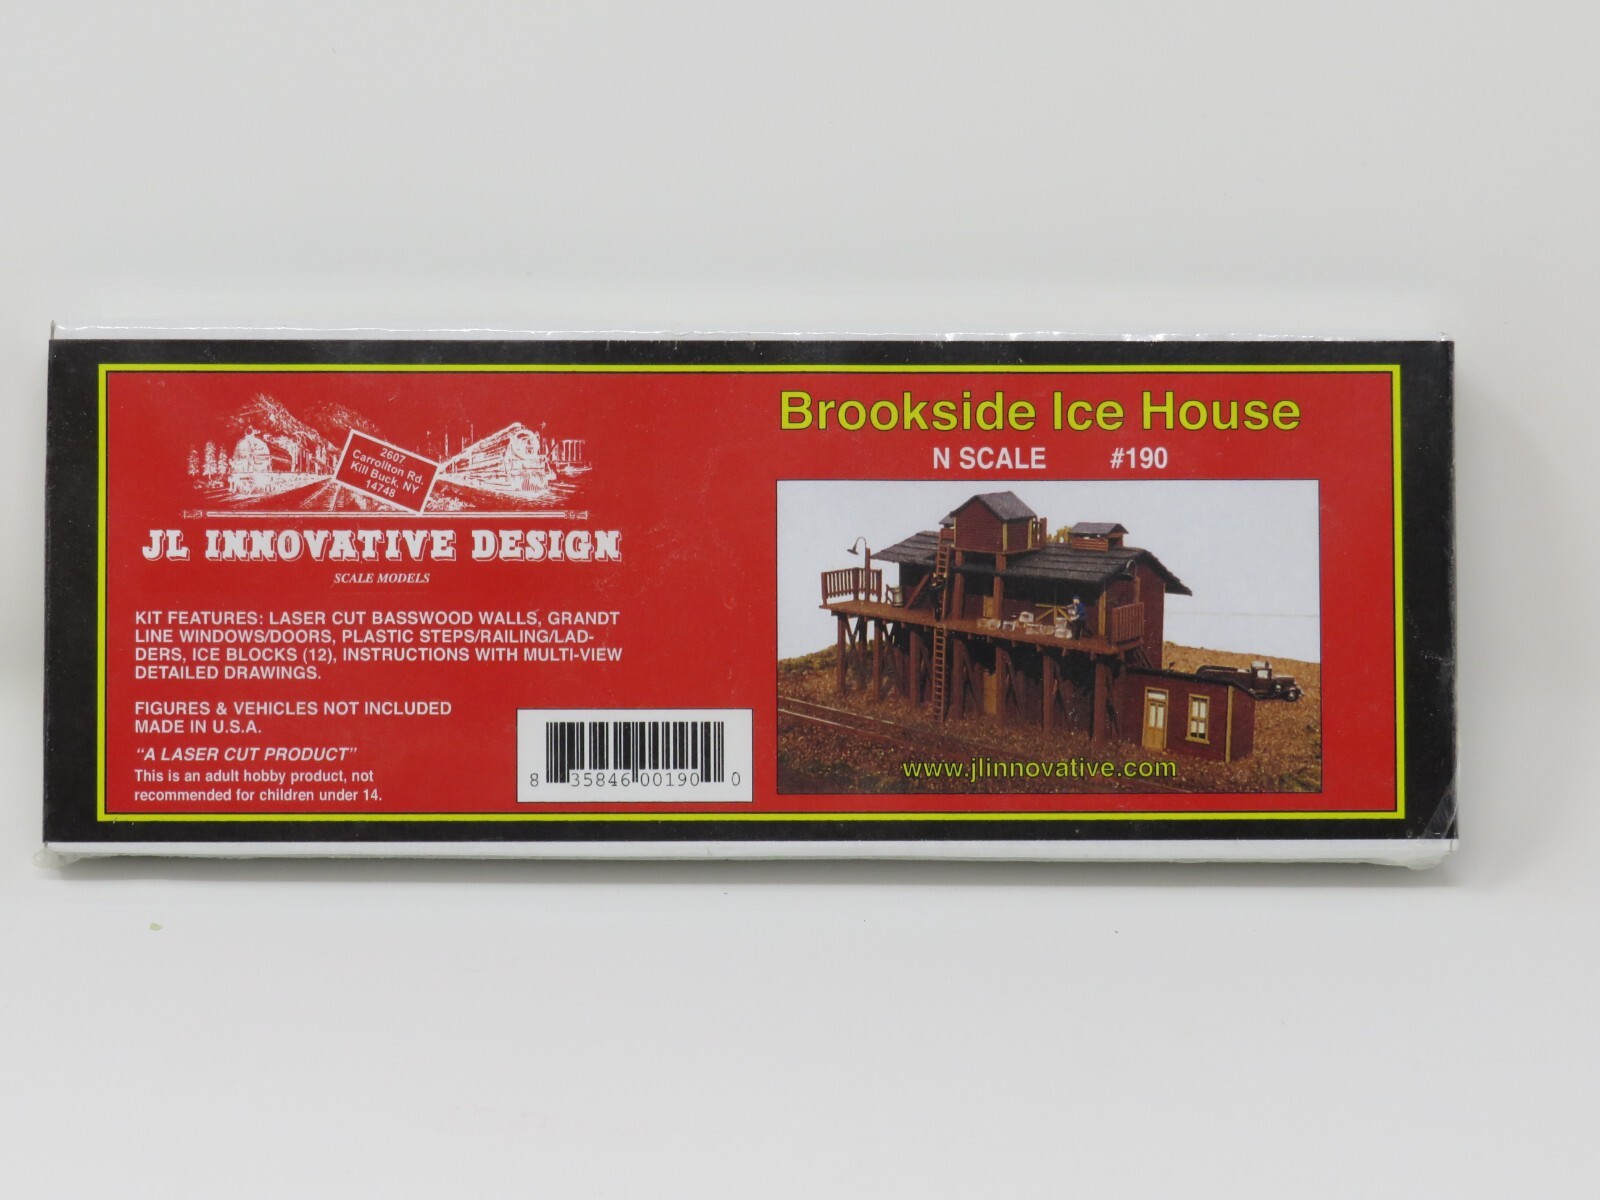 2607
Carrollton Rd.
Kill Buck, NY
14748
JL INNOVATIVE DESIGN
SCALE MODELS
KIT FEATURES: LASER CUT BASSWOOD WALLS, GRANDT
LINE WINDOWS/DOORS, PLASTIC STEPS/RAILING/LAD-
DERS, ICE BLOCKS (12), INSTRUCTIONS WITH MULTI-VIEW
DETAILED DRAWINGS.
FIGURES & VEHICLES NOT INCLUDED
MADE IN U.S.A.
"A LASER CUT PRODUCT"
This is an adult hobby product, not
recommended for children under 14.
8 35846 00190 0
Brookside Ice House
N SCALE #190
www.jlinnovative.com